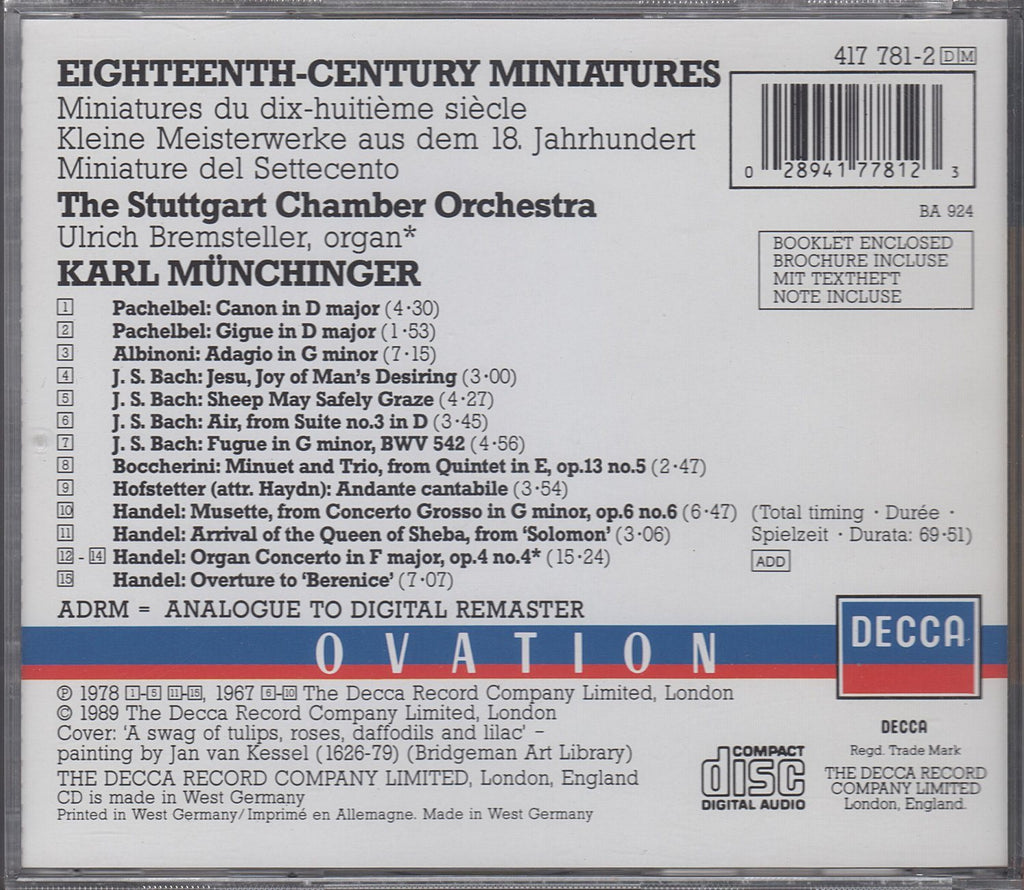 417 781-2 DM
EIGHTEENTH-CENTURY MINIATURES
Miniatures du dix-huitième siècle
Kleine Meisterwerke aus dem 18. Jahrhundert
Miniature del Settecento
0 28941 77812 3
The Stuttgart Chamber Orchestra
BA 924
Ulrich Bremsteller, organ*
KARL MÜNCHINGER
BOOKLET ENCLOSED
BROCHURE INCLUSE
MIT TEXTHEFT
NOTE INCLUSE
1 Pachelbel: Canon in D major (4·30)
2 Pachelbel: Gigue in D major (1·53)
3 Albinoni: Adagio in G minor (7·15)
4 J. S. Bach: Jesu, Joy of Man's Desiring (3·00)
5 J. S. Bach: Sheep May Safely Graze (4·27)
6 J. S. Bach: Air, from Suite no.3 in D (3·45)
7 J. S. Bach: Fugue in G minor, BWV 542 (4·56)
8 Boccherini: Minuet and Trio, from Quintet in E, op.13 no.5 (2·47)
9 Hofstetter (attr. Haydn): Andante cantabile (3·54)
10 Handel: Musette, from Concerto Grosso in G minor, op.6 no.6 (6·47)
11 Handel: Arrival of the Queen of Sheba, from 'Solomon' (3·06)
12 - 14 Handel: Organ Concerto in F major, op.4 no.4* (15·24)
15 Handel: Overture to 'Berenice' (7·07)
(Total timing · Durée ·
Spielzeit · Durata: 69·51)
ADD
ADRM = ANALOGUE TO DIGITAL REMASTER
OVATION
DECCA
℗ 1978 1-5 11-15, 1967 6-10 The Decca Record Company Limited, London
© 1989 The Decca Record Company Limited, London
Cover: 'A swag of tulips, roses, daffodils and lilac' –
painting by Jan van Kessel (1626-79) (Bridgeman Art Library)
THE DECCA RECORD COMPANY LIMITED, London, England
CD is made in West Germany
Printed in West Germany/Imprimé en Allemagne. Made in West Germany
COMPACT
disc
DIGITAL AUDIO
DECCA
Regd. Trade Mark
THE DECCA RECORD
COMPANY LIMITED
London, England.